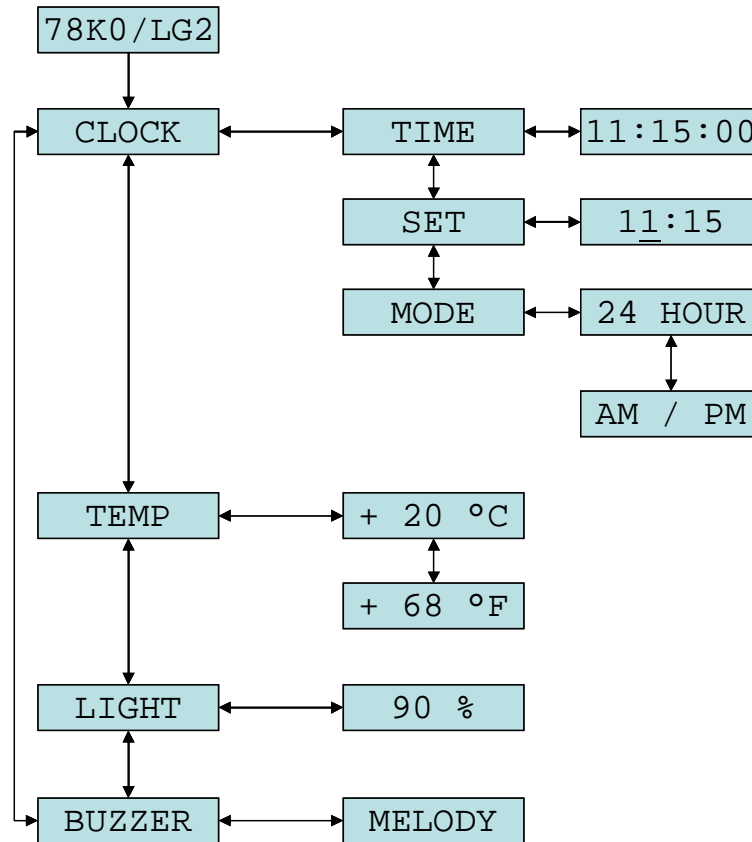 78K0/LG2
CLOCK
TIME
11:15:00
SET
11:15
MODE
24 HOUR
AM / PM
TEMP
+ 20 °C
+ 68 °F
LIGHT
90 %
BUZZER
MELODY